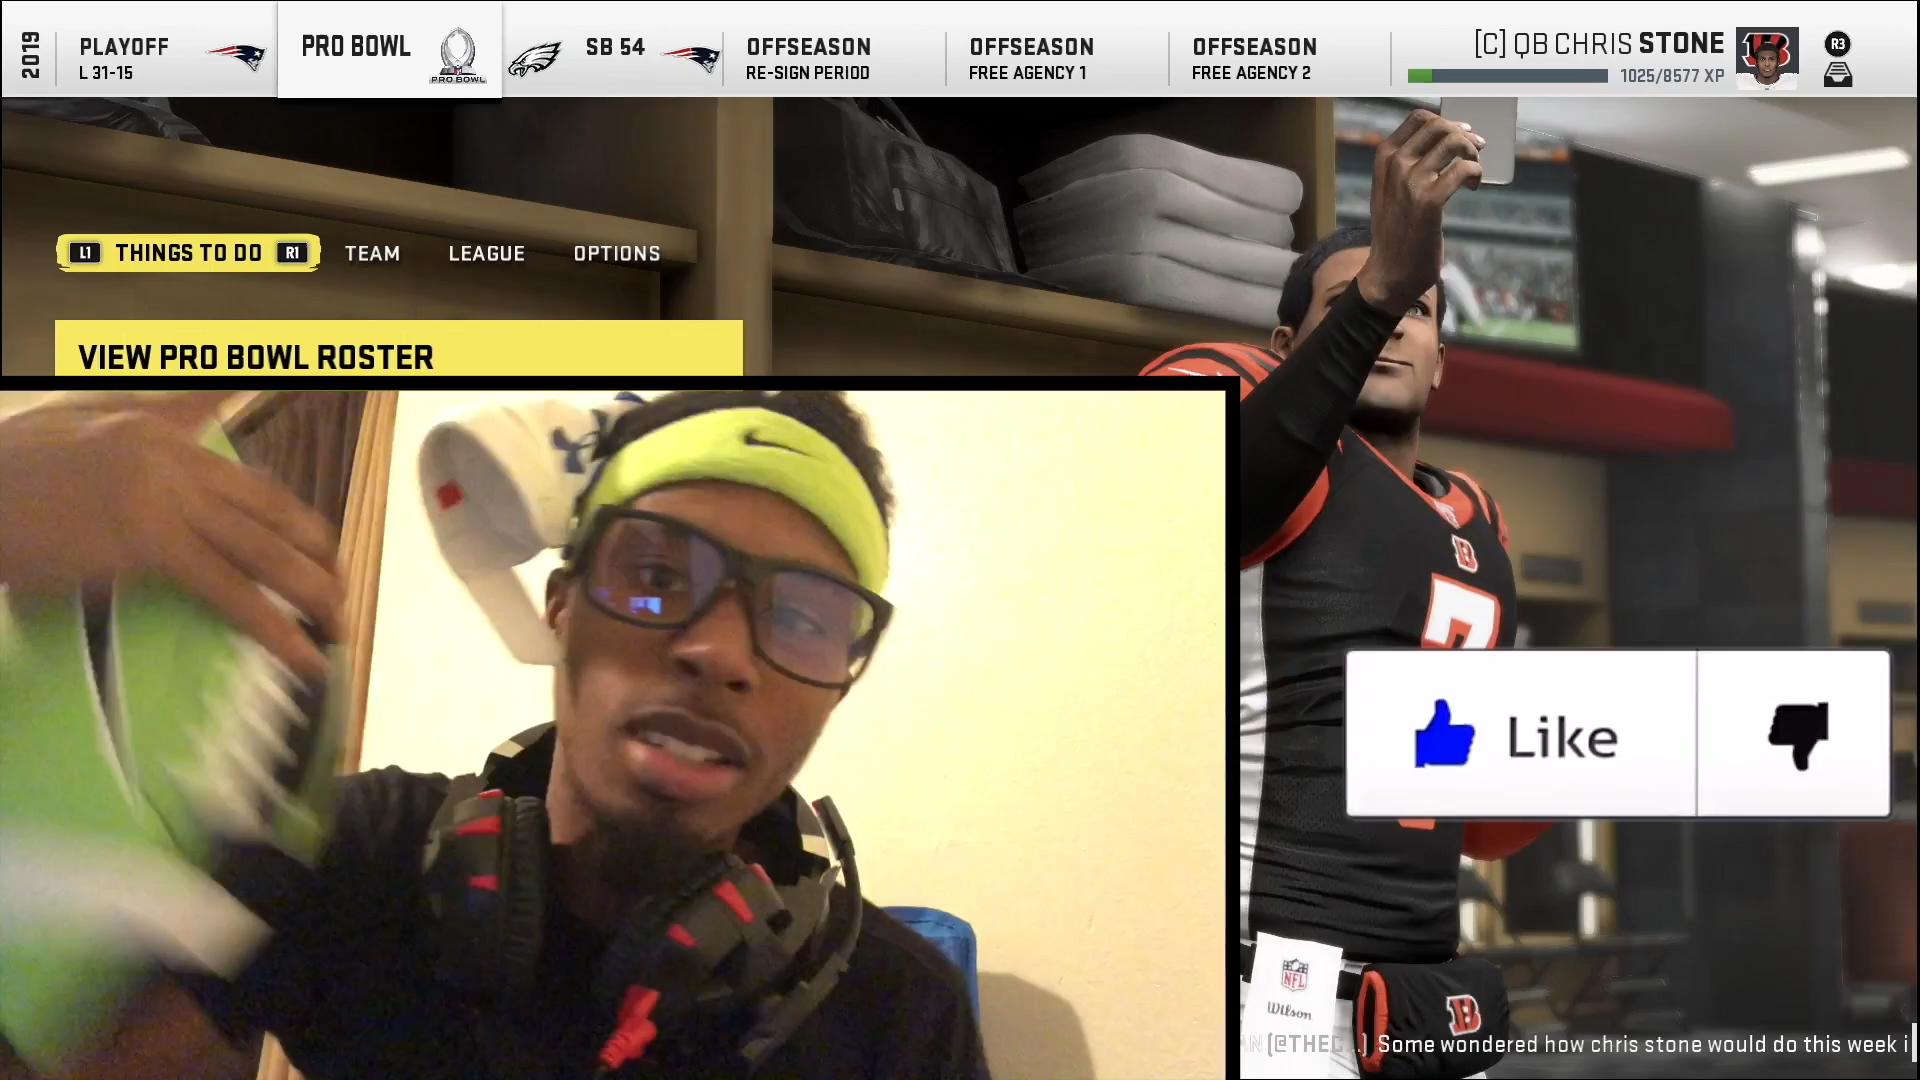 2019
PLAYOFF
L 31-15
PRO BOWL
PRO BOWL
SB 54
OFFSEASON
RE-SIGN PERIOD
OFFSEASON
FREE AGENCY 1
OFFSEASON
FREE AGENCY 2
[C] QB CHRIS STONE
1025/8577 XP
R3
L1 THINGS TO DO R1 TEAM LEAGUE OPTIONS
VIEW PRO BOWL ROSTER
7
Like
NFL
Wilson
(@THEC...) Some wondered how chris stone would do this week i